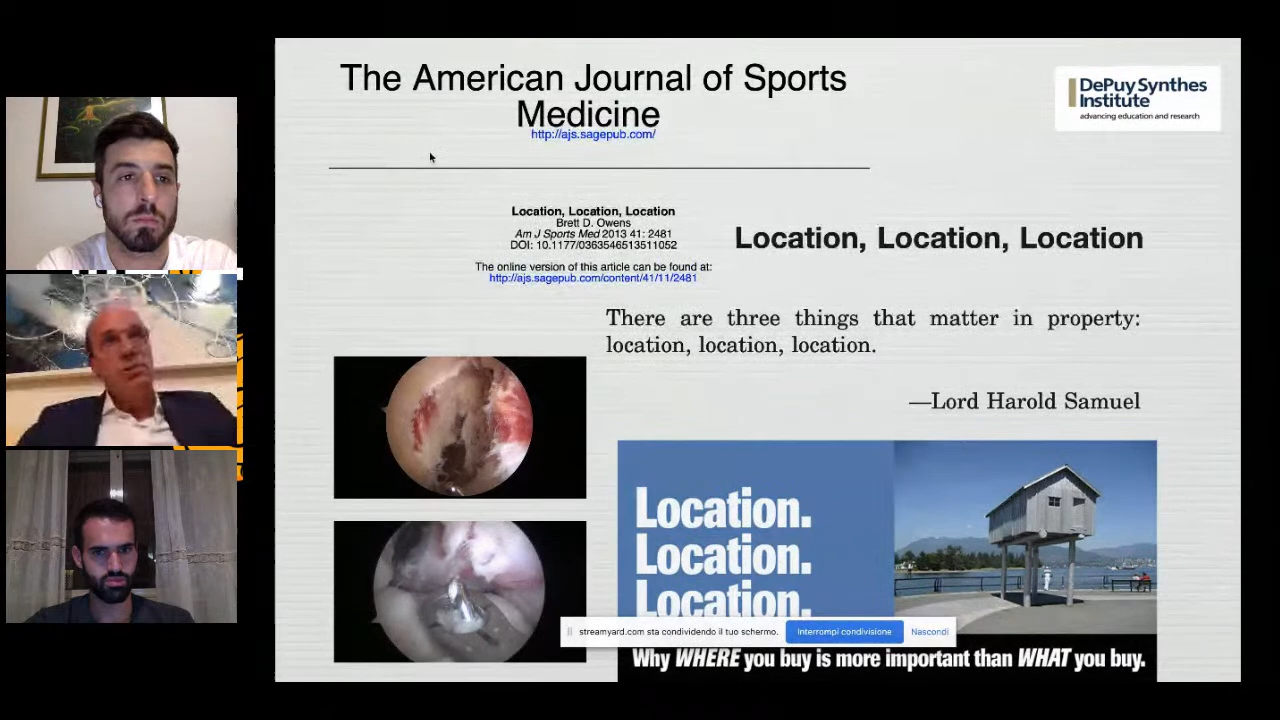 The American Journal of Sports
Medicine
http://ajs.sagepub.com/
DePuySynthes
Institute
advancing education and research
Location, Location, Location
Brett D. Owens
Am J Sports Med 2013 41: 2481
DOI: 10.1177/0363546513511052
The online version of this article can be found at:
http://ajs.sagepub.com/content/41/11/2481
Location, Location, Location
There are three things that matter in property:
location, location, location.
—Lord Harold Samuel
Location.
Location.
Location.
streamyard.com sta condividendo il tuo schermo.
Interrompi condivisione
Nascondi
Why WHERE you buy is more important than WHAT you buy.